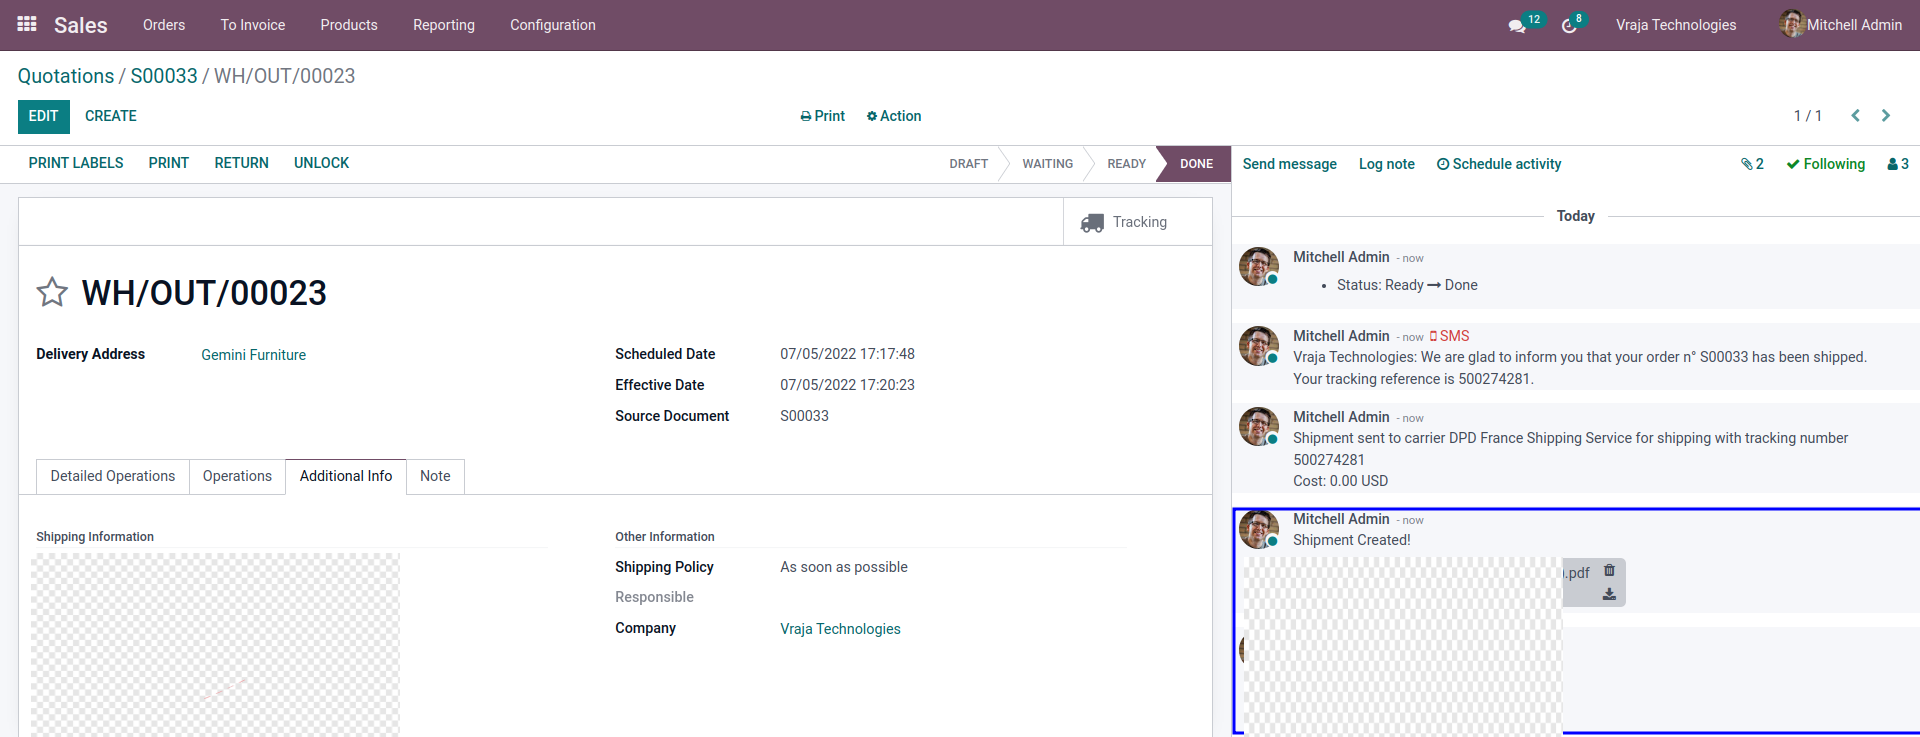 Sales Orders To Invoice Products Reporting Configuration 12 8 Vraja Technologies Mitchell Admin
Quotations / S00033 / WH/OUT/00023
EDIT CREATE Print Action 1 / 1
PRINT LABELS PRINT RETURN UNLOCK DRAFT WAITING READY DONE
Tracking
WH/OUT/00023
Delivery Address Gemini Furniture
Scheduled Date 07/05/2022 17:17:48
Effective Date 07/05/2022 17:20:23
Source Document S00033
Detailed Operations Operations Additional Info Note
Shipping Information
Other Information
Shipping Policy As soon as possible
Responsible
Company Vraja Technologies
Send message Log note Schedule activity 2 Following 3
Today
Mitchell Admin - now
• Status: Ready → Done
Mitchell Admin - now SMS
Vraja Technologies: We are glad to inform you that your order n° S00033 has been shipped.
Your tracking reference is 500274281.
Mitchell Admin - now
Shipment sent to carrier DPD France Shipping Service for shipping with tracking number
500274281
Cost: 0.00 USD
Mitchell Admin - now
Shipment Created!
.pdf